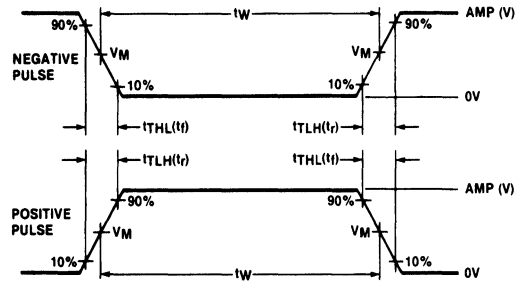 90%
tW
90%
AMP (V)
NEGATIVE
PULSE
VM
VM
10%
10%
0V
tTHL(tf)
tTLH(tr)
tTLH(tr)
tTHL(tf)
AMP (V)
POSITIVE
PULSE
90%
90%
VM
VM
10%
10%
tW
0V